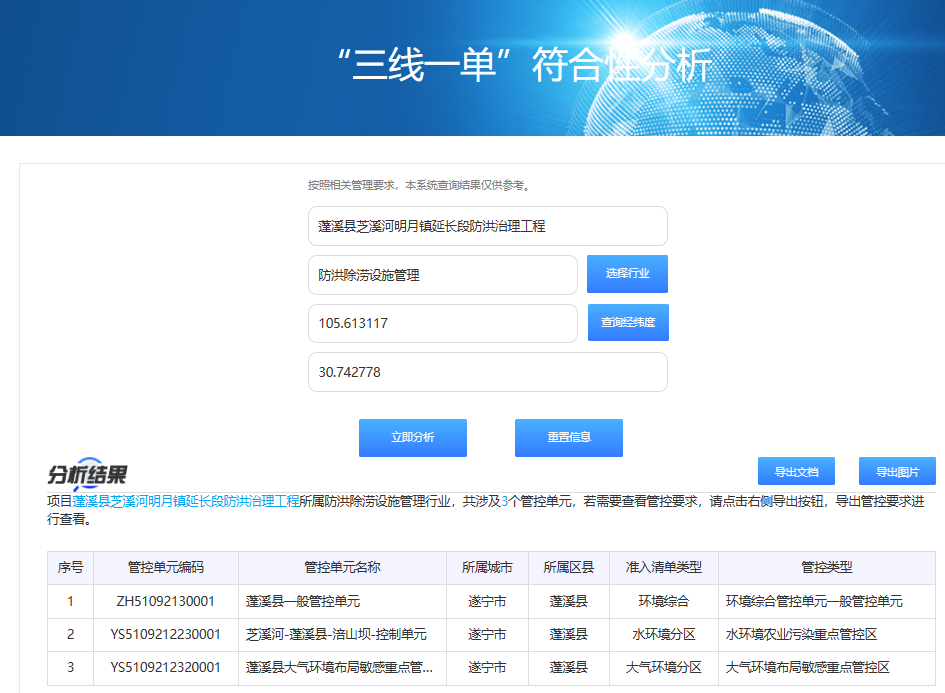 “三线一单”符合性分析
按照相关管理要求，本系统查询结果仅供参考。
蓬溪县芝溪河明月镇延长段防洪治理工程
防洪除涝设施管理
选择行业
105.613117
查询经纬度
30.742778
立即分析
重置信息
分析结果
导出文档
导出图片
项目蓬溪县芝溪河明月镇延长段防洪治理工程所属防洪除涝设施管理行业，共涉及3个管控单元，若需要查看管控要求，请点击右侧导出按钮，导出管控要求进
行查看。
序号 管控单元编码 管控单元名称 所属城市 所属区县 准入清单类型 管控类型
1 ZH51092130001 蓬溪县一般管控单元 遂宁市 蓬溪县 环境综合 环境综合管控单元一般管控单元
2 YS5109212230001 芝溪河-蓬溪县-涪山坝-控制单元 遂宁市 蓬溪县 水环境分区 水环境农业污染重点管控区
3 YS5109212320001 蓬溪县大气环境布局敏感重点管... 遂宁市 蓬溪县 大气环境分区 大气环境布局敏感重点管控区